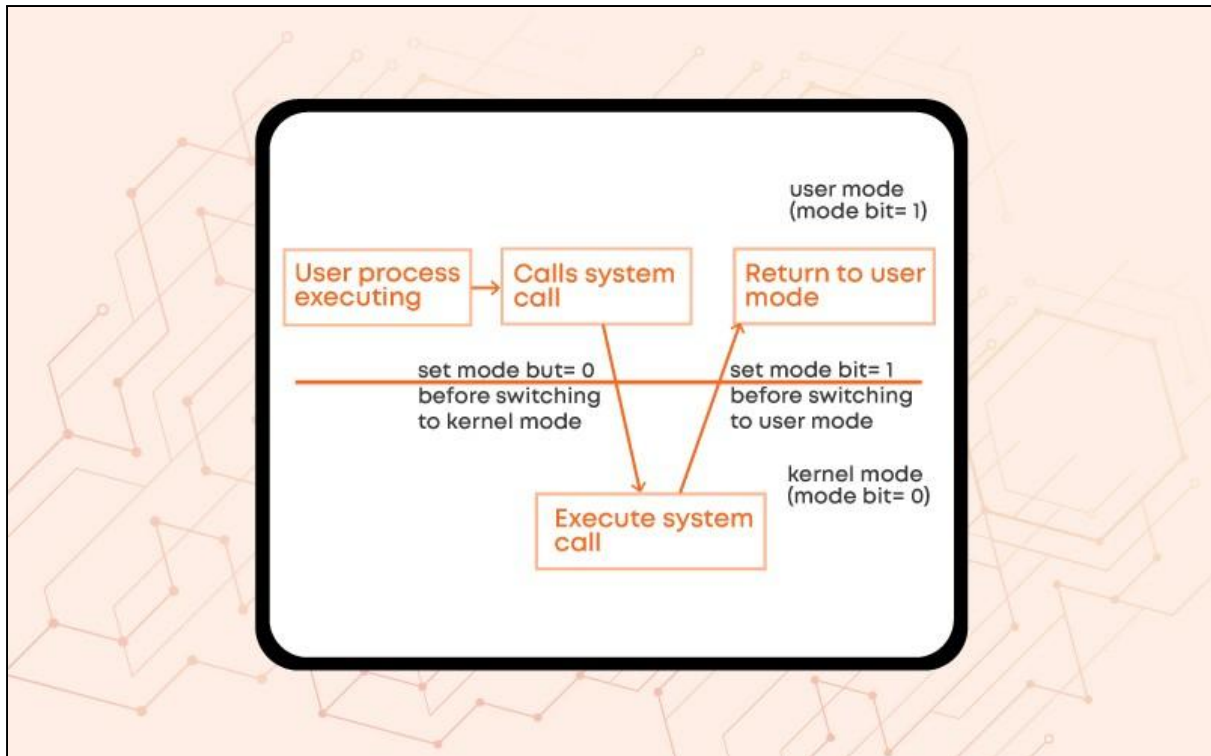 user mode
(mode bit= 1)
User process
executing
Calls system
call
Return to user
mode
set mode but= 0
before switching
to kernel mode
set mode bit= 1
before switching
to user mode
kernel mode
(mode bit= 0)
Execute system
call